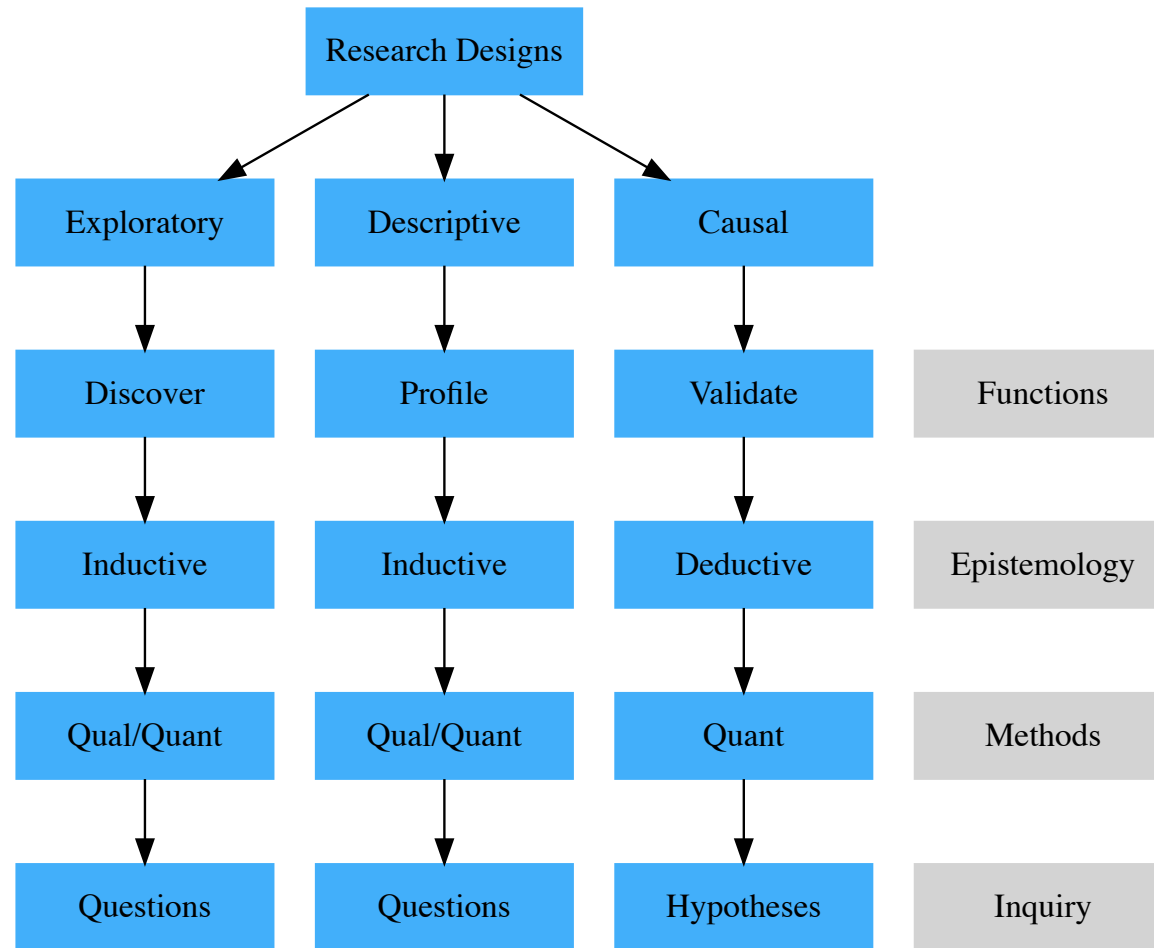 Research Designs
Exploratory
Descriptive
Causal
Discover
Profile
Validate
Functions
Inductive
Inductive
Deductive
Epistemology
Qual/Quant
Qual/Quant
Quant
Methods
Questions
Questions
Hypotheses
Inquiry